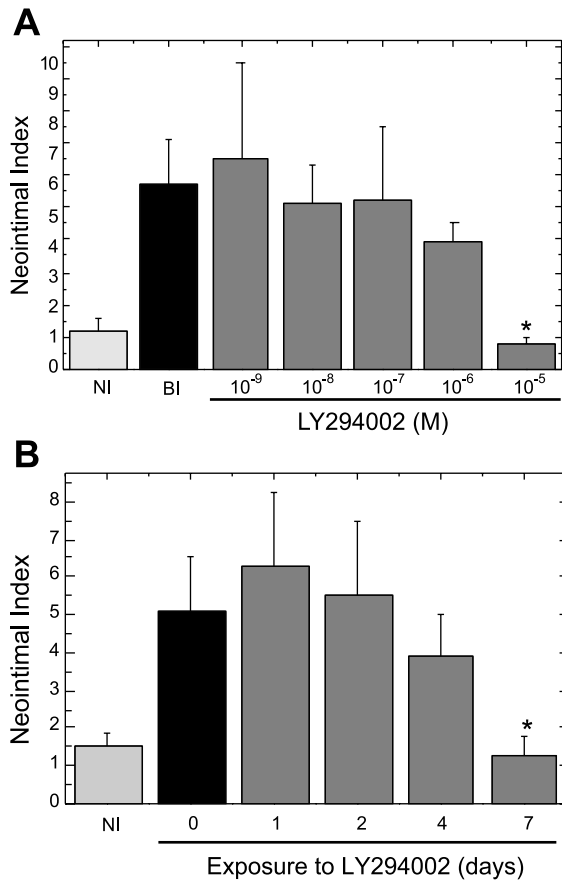 A
Neointimal Index
10
9
8
7
6
5
4
3
2
1
0
*
NI BI 10⁻⁹ 10⁻⁸ 10⁻⁷ 10⁻⁶ 10⁻⁵
LY294002 (M)
B
Neointimal Index
8
7
6
5
4
3
2
1
0
*
NI 0 1 2 4 7
Exposure to LY294002 (days)